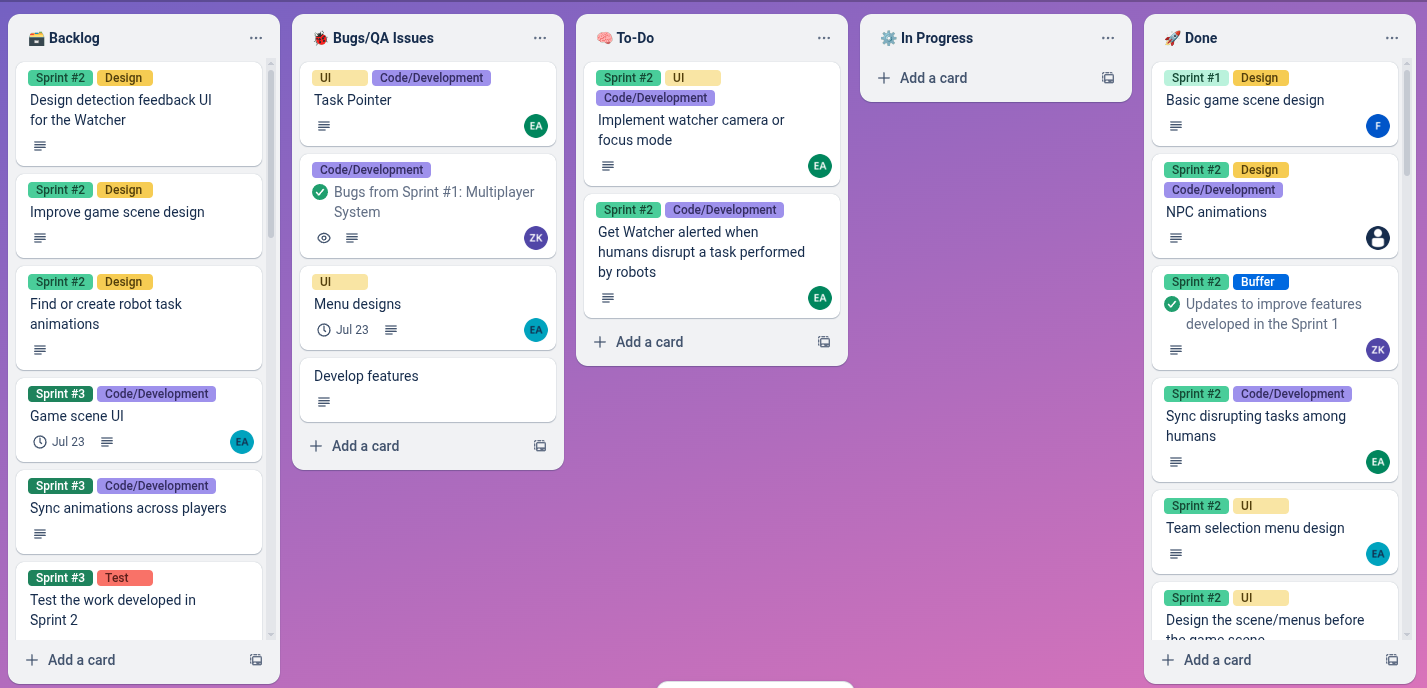 🗃️ Backlog
Sprint #2 Design
Design detection feedback UI
for the Watcher
Sprint #2 Design
Improve game scene design
Sprint #2 Design
Find or create robot task
animations
Sprint #3 Code/Development
Game scene UI
Jul 23 EA
Sprint #3 Code/Development
Sync animations across players
Sprint #3 Test
Test the work developed in
Sprint 2
+ Add a card
🐞 Bugs/QA Issues
UI Code/Development
Task Pointer
EA
Code/Development
Bugs from Sprint #1: Multiplayer
System
ZK
UI
Menu designs
Jul 23 EA
Develop features
+ Add a card
🧠 To-Do
Sprint #2 UI
Code/Development
Implement watcher camera or
focus mode
EA
Sprint #2 Code/Development
Get Watcher alerted when
humans disrupt a task performed
by robots
EA
+ Add a card
⚙️ In Progress
+ Add a card
🚀 Done
Sprint #1 Design
Basic game scene design
F
Sprint #2 Design
Code/Development
NPC animations
Sprint #2 Buffer
Updates to improve features
developed in the Sprint 1
ZK
Sprint #2 Code/Development
Sync disrupting tasks among
humans
EA
Sprint #2 UI
Team selection menu design
EA
Sprint #2 UI
Design the scene/menus before
the game scene
+ Add a card